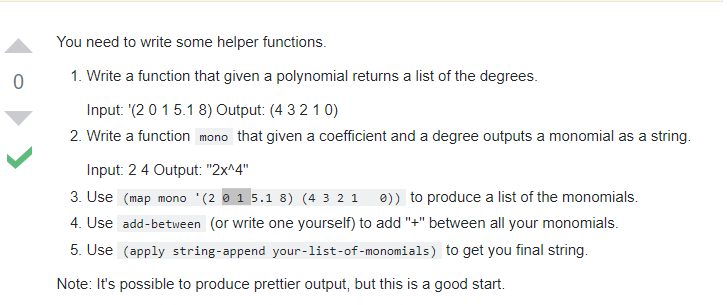 You need to write some helper functions.
0
1. Write a function that given a polynomial returns a list of the degrees.
Input: '(2 0 1 5.1 8) Output: (4 3 2 1 0)
2. Write a function mono that given a coefficient and a degree outputs a monomial as a string.
Input: 2 4 Output: "2x^4"
3. Use (map mono '(2 0 1 5.1 8) (4 3 2 1 0)) to produce a list of the monomials.
4. Use add-between (or write one yourself) to add "+" between all your monomials.
5. Use (apply string-append your-list-of-monomials) to get you final string.
Note: It's possible to produce prettier output, but this is a good start.